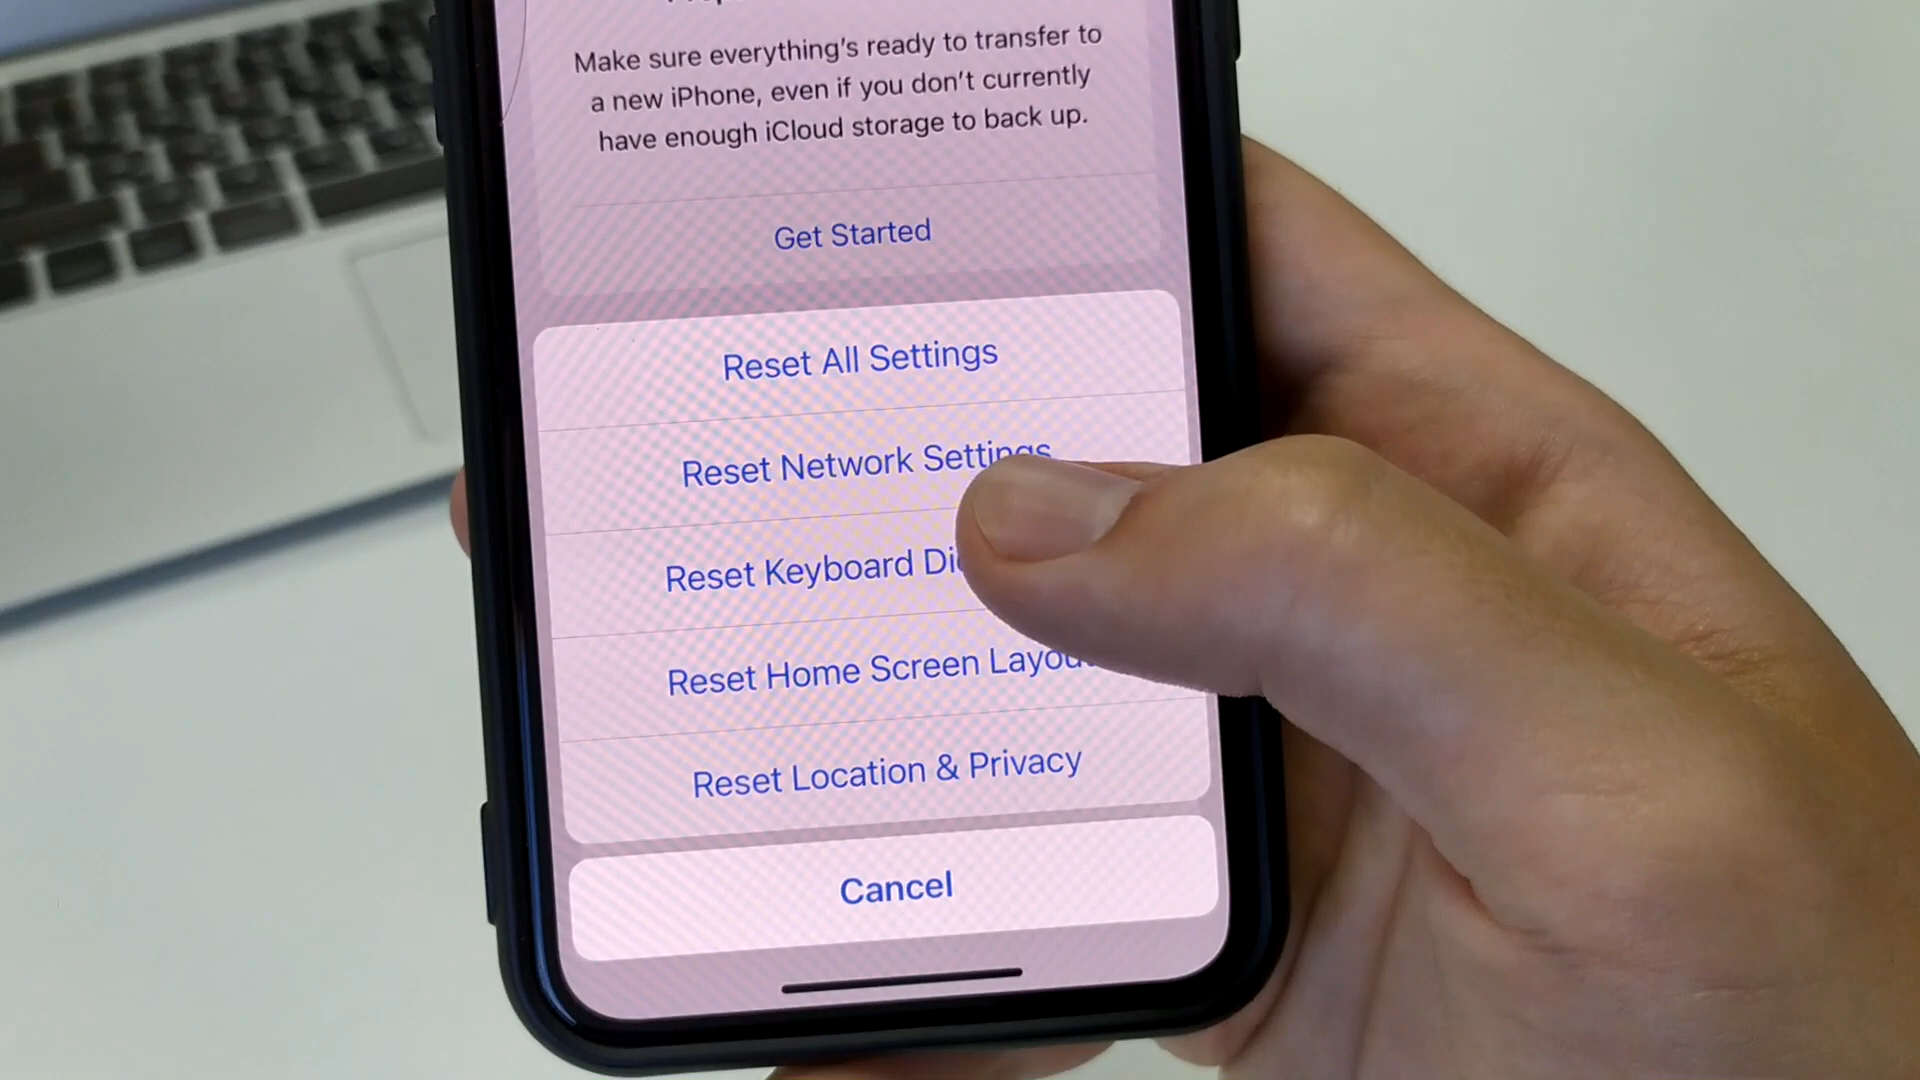 Make sure everything's ready to transfer to
a new iPhone, even if you don't currently
have enough iCloud storage to back up.
Get Started
Reset All Settings
Reset Network Settings
Reset Keyboard
Reset Home Screen Layout
Reset Location & Privacy
Cancel